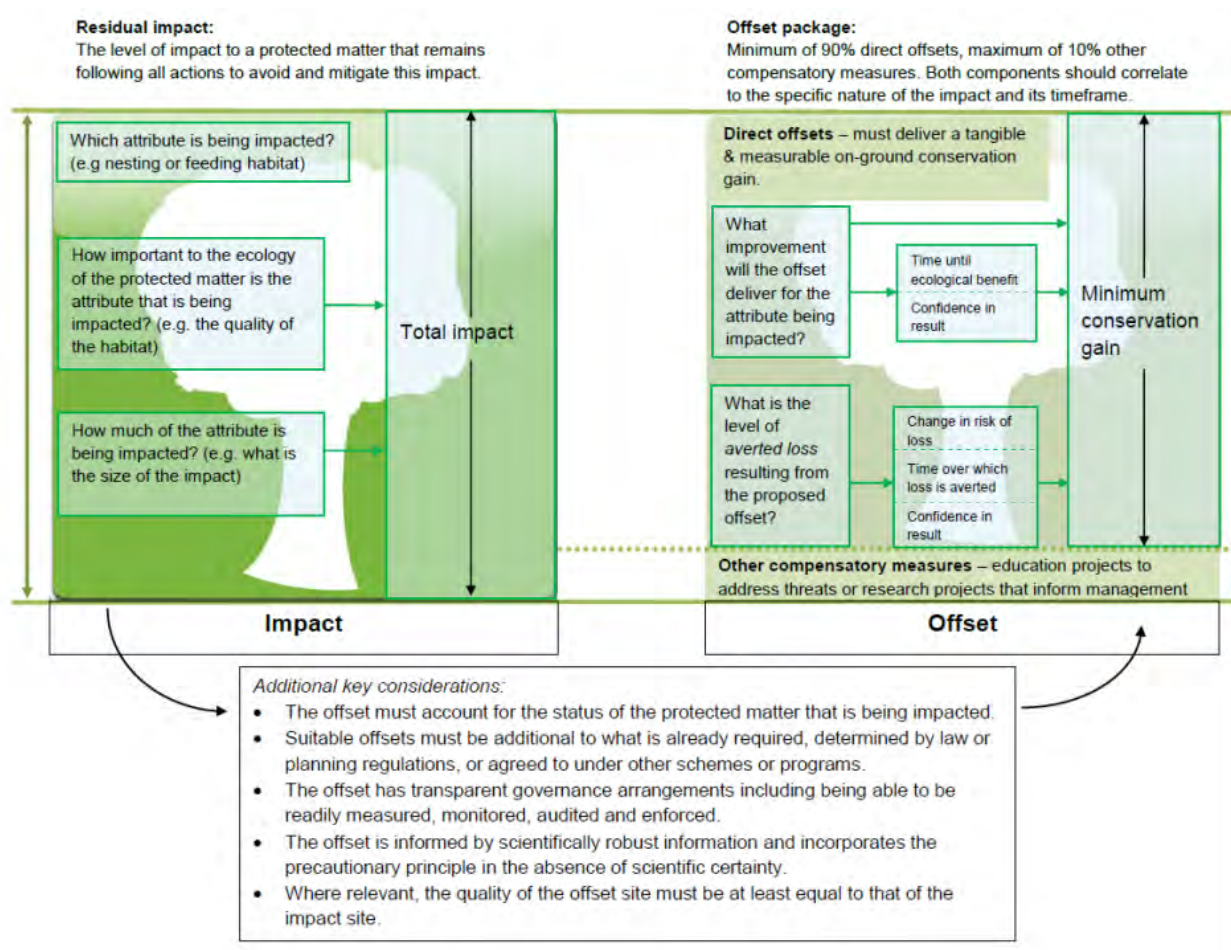 Residual impact:
The level of impact to a protected matter that remains
following all actions to avoid and mitigate this impact.
Offset package:
Minimum of 90% direct offsets, maximum of 10% other
compensatory measures. Both components should correlate
to the specific nature of the impact and its timeframe.
Which attribute is being impacted?
(e.g nesting or feeding habitat)
How important to the ecology
of the protected matter is the
attribute that is being
impacted? (e.g. the quality of
the habitat)
How much of the attribute is
being impacted? (e.g. what is
the size of the impact)
Total impact
Direct offsets – must deliver a tangible
& measurable on-ground conservation
gain.
What
improvement
will the offset
deliver for the
attribute being
impacted?
Time until
ecological benefit
Confidence in
result
What is the
level of
averted loss
resulting from
the proposed
offset?
Change in risk of
loss
Time over which
loss is averted
Confidence in
result
Minimum
conservation
gain
Other compensatory measures – education projects to
address threats or research projects that inform management
Impact
Offset
Additional key considerations:
• The offset must account for the status of the protected matter that is being impacted.
• Suitable offsets must be additional to what is already required, determined by law or
planning regulations, or agreed to under other schemes or programs.
• The offset has transparent governance arrangements including being able to be
readily measured, monitored, audited and enforced.
• The offset is informed by scientifically robust information and incorporates the
precautionary principle in the absence of scientific certainty.
• Where relevant, the quality of the offset site must be at least equal to that of the
impact site.